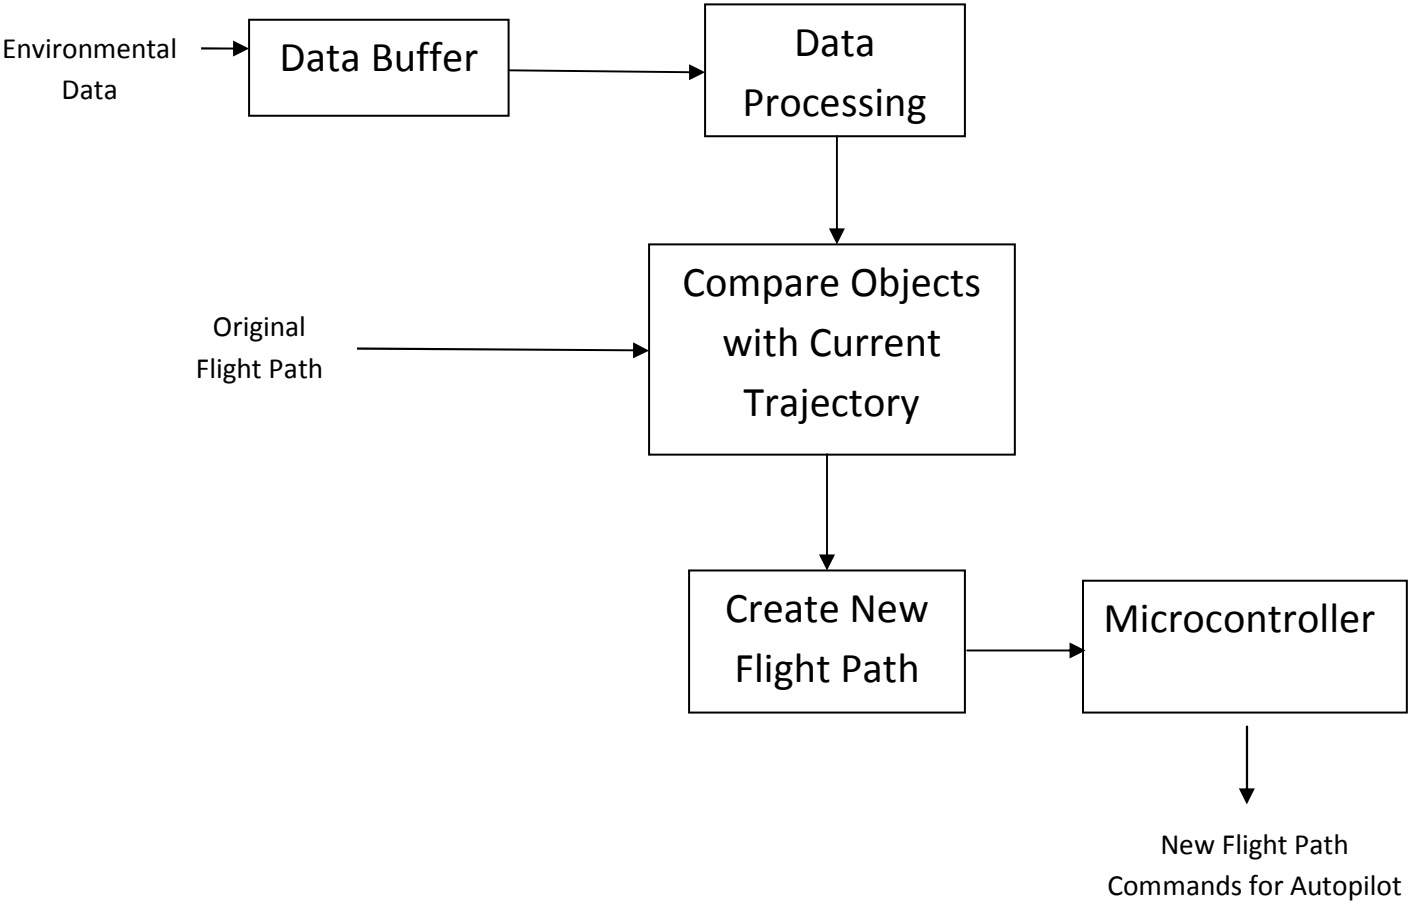 Environmental
Data
Data Buffer
Data
Processing
Original
Flight Path
Compare Objects
with Current
Trajectory
Create New
Flight Path
Microcontroller
New Flight Path
Commands for Autopilot